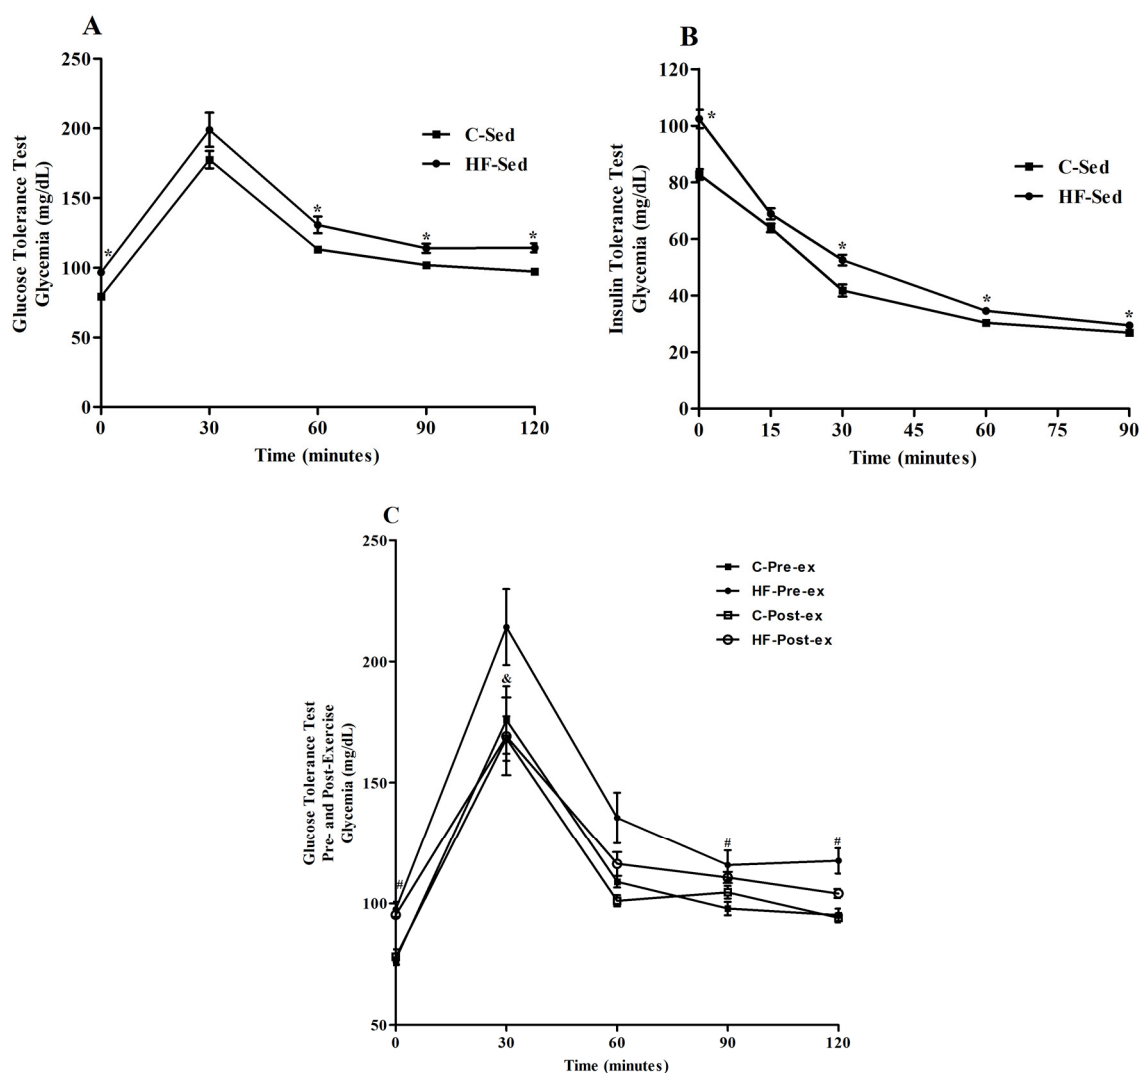 A
Glucose Tolerance Test
Glycemia (mg/dL)
250
200
150
100
50
0
* * * *
C-Sed
HF-Sed
0 30 60 90 120
Time (minutes)
B
Insulin Tolerance Test
Glycemia (mg/dL)
120
100
80
60
40
20
0
* * * *
C-Sed
HF-Sed
0 15 30 45 60 75 90
Time (minutes)
C
Glucose Tolerance Test
Pre- and Post-Exercise
Glycemia (mg/dL)
250
200
150
100
50
# & # #
C-Pre-ex
HF-Pre-ex
C-Post-ex
HF-Post-ex
0 30 60 90 120
Time (minutes)